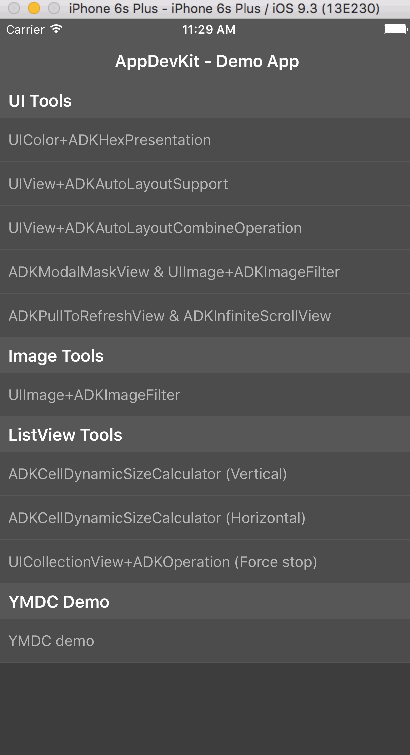 iPhone 6s Plus - iPhone 6s Plus / iOS 9.3 (13E230)
Carrier 11:29 AM
AppDevKit - Demo App
UI Tools
UIColor+ADKHexPresentation
UIView+ADKAutoLayoutSupport
UIView+ADKAutoLayoutCombineOperation
ADKModalMaskView & UIImage+ADKImageFilter
ADKPullToRefreshView & ADKInfiniteScrollView
Image Tools
UIImage+ADKImageFilter
ListView Tools
ADKCellDynamicSizeCalculator (Vertical)
ADKCellDynamicSizeCalculator (Horizontal)
UICollectionView+ADKOperation (Force stop)
YMDC Demo
YMDC demo